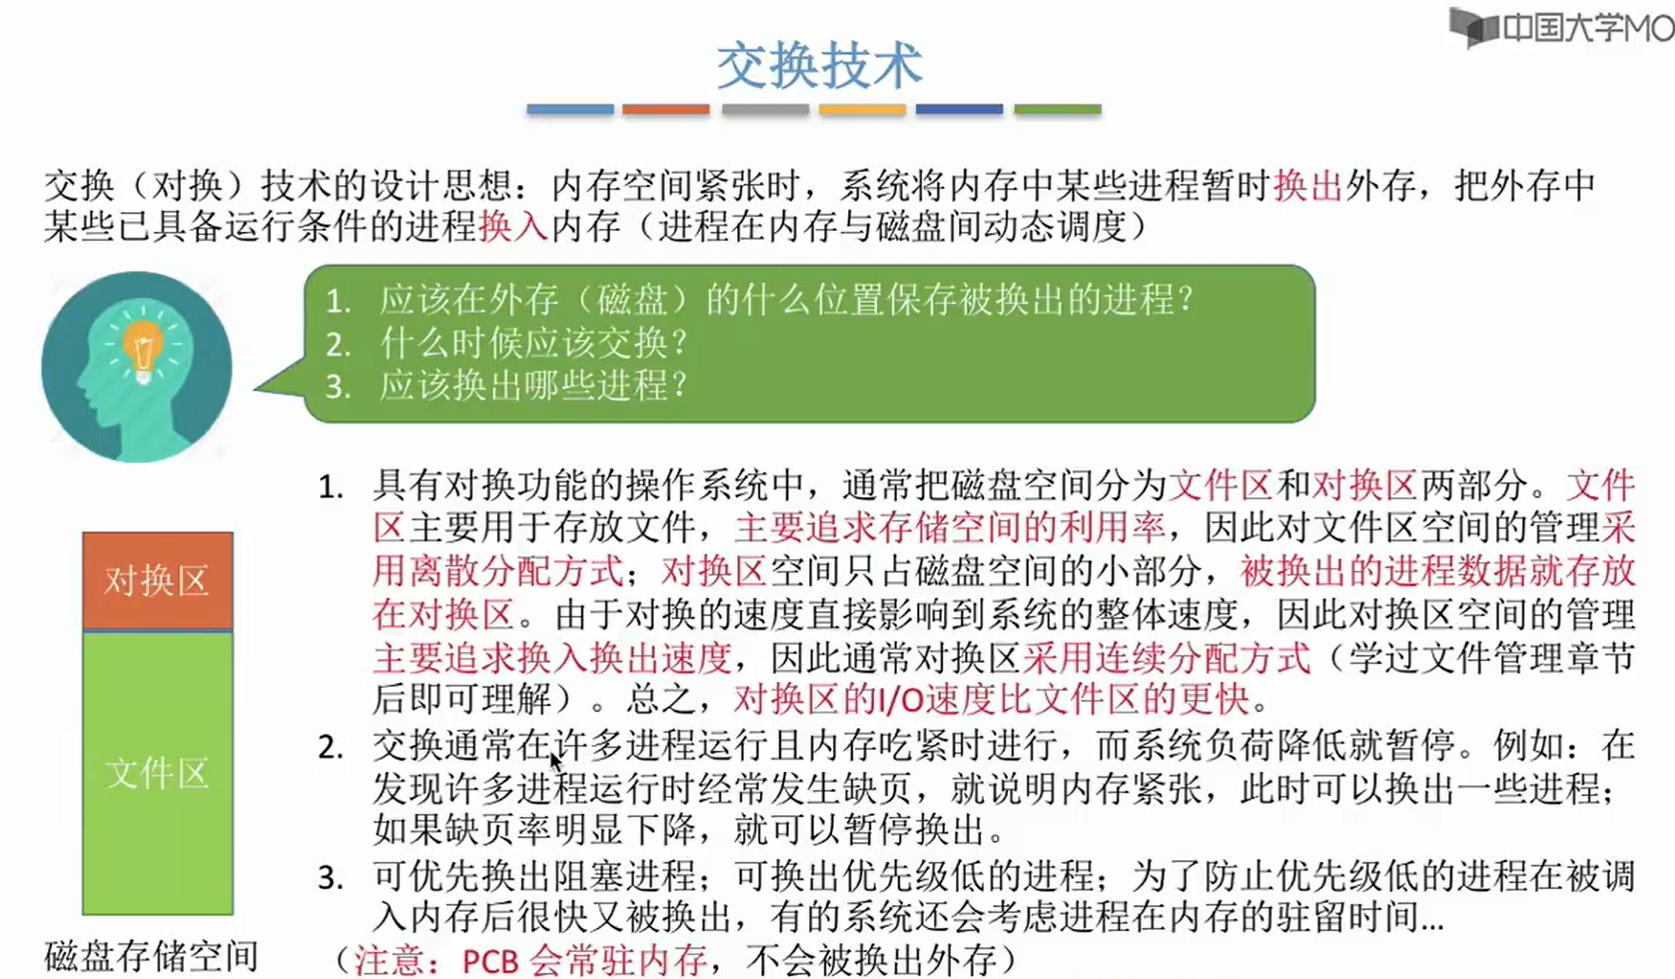 中国大学MO
交换技术
交换（对换）技术的设计思想：内存空间紧张时，系统将内存中某些进程暂时换出外存，把外存中
某些已具备运行条件的进程换入内存（进程在内存与磁盘间动态调度）
1. 应该在外存（磁盘）的什么位置保存被换出的进程？
2. 什么时候应该交换？
3. 应该换出哪些进程？
1. 具有对换功能的操作系统中，通常把磁盘空间分为文件区和对换区两部分。文件
区主要用于存放文件，主要追求存储空间的利用率，因此对文件区空间的管理采
用离散分配方式；对换区空间只占磁盘空间的小部分，被换出的进程数据就存放
在对换区。由于对换的速度直接影响到系统的整体速度，因此对换区空间的管理
主要追求换入换出速度，因此通常对换区采用连续分配方式（学过文件管理章节
后即可理解）。总之，对换区的I/O速度比文件区的更快。
2. 交换通常在许多进程运行且内存吃紧时进行，而系统负荷降低就暂停。例如：在
发现许多进程运行时经常发生缺页，就说明内存紧张，此时可以换出一些进程；
如果缺页率明显下降，就可以暂停换出。
3. 可优先换出阻塞进程；可换出优先级低的进程；为了防止优先级低的进程在被调
入内存后很快又被换出，有的系统还会考虑进程在内存的驻留时间…
（注意：PCB 会常驻内存，不会被换出外存）
对换区
文件区
磁盘存储空间